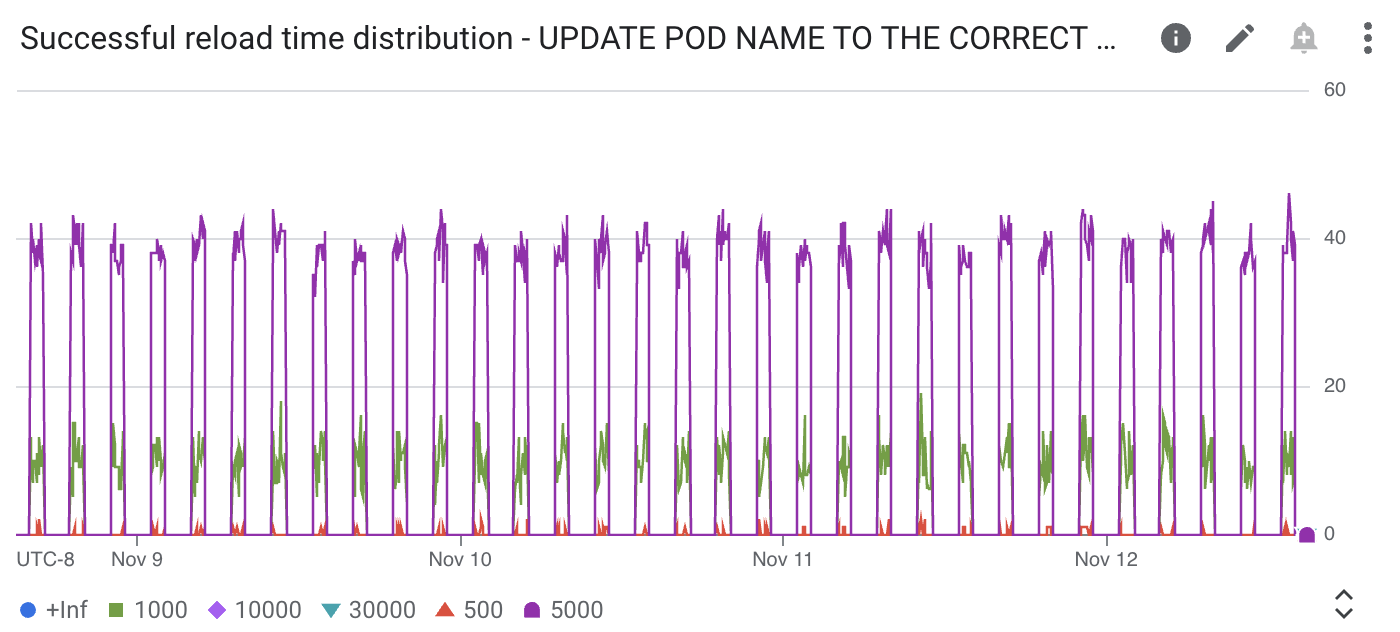 Successful reload time distribution - UPDATE POD NAME TO THE CORRECT ...
60
40
20
0
UTC-8 Nov 9 Nov 10 Nov 11 Nov 12
+Inf 1000 10000 30000 500 5000